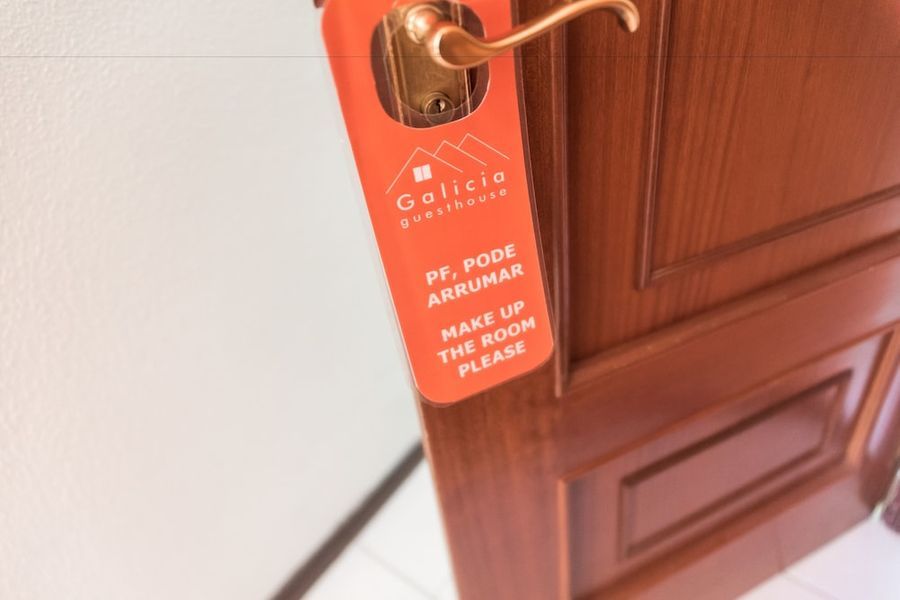 Galicia
guesthouse
PF, PODE
ARRUMAR
MAKE UP
THE ROOM
PLEASE